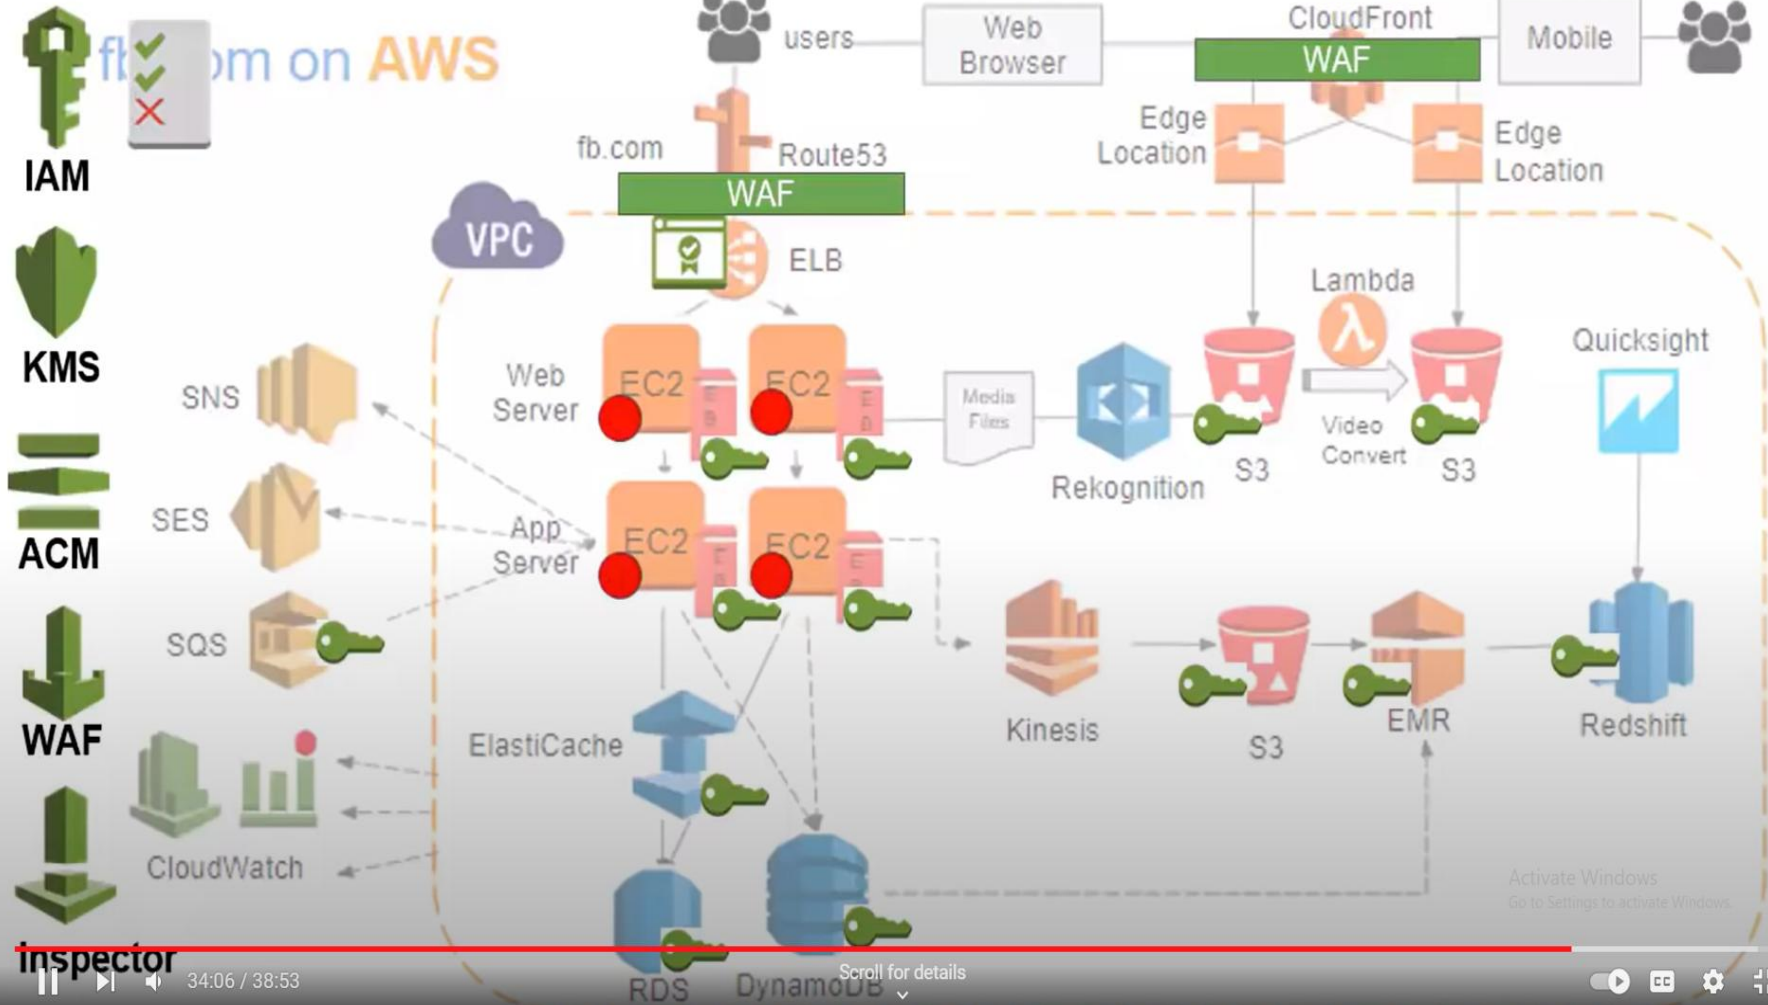 fb
om on AWS
IAM
KMS
ACM
WAF
Inspector
users
Web
Browser
CloudFront
WAF
Mobile
Edge
Location
Edge
Location
fb.com
Route53
WAF
VPC
ELB
Lambda
Quicksight
SNS
Web
Server
EC2
EC2
Media
Files
Rekognition
S3
Video
Convert
S3
SES
App
Server
EC2
EC2
SQS
Kinesis
S3
EMR
Redshift
ElastiCache
CloudWatch
RDS
DynamoDB
Activate Windows
Go to Settings to activate Windows.
34:06 / 38:53
Scroll for details
CC